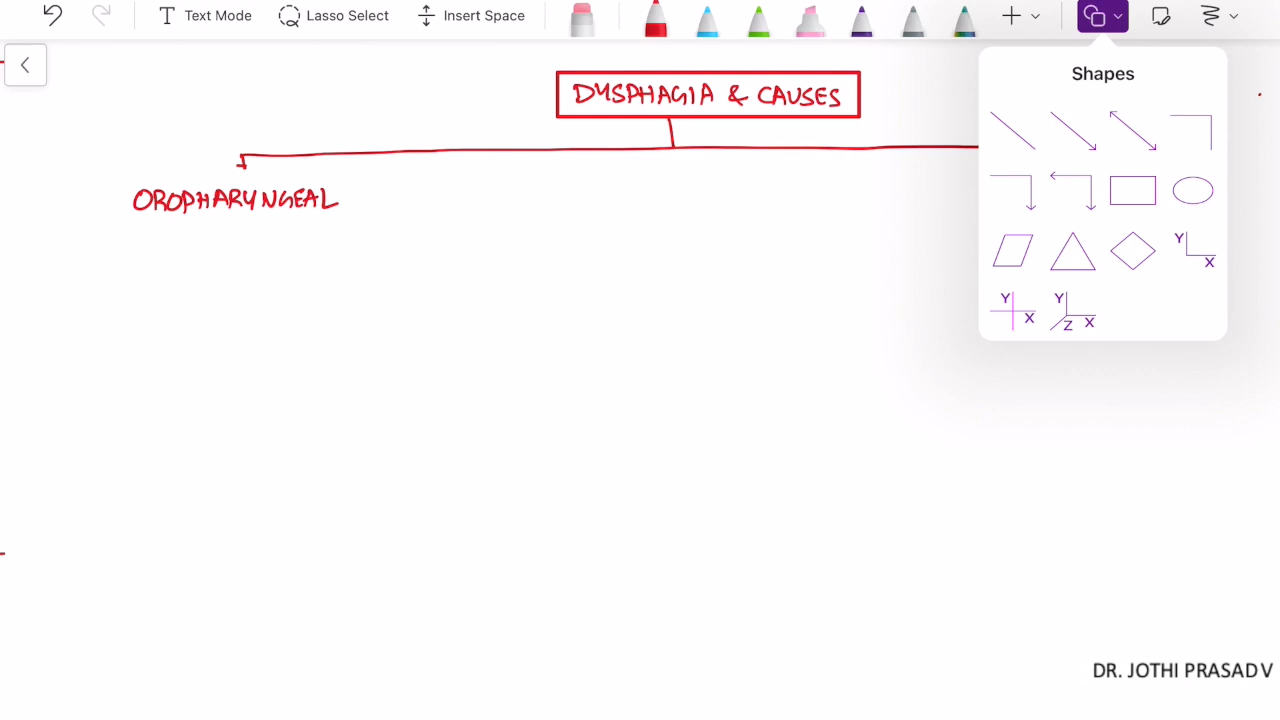 Text Mode Lasso Select Insert Space
Shapes
DYSPHAGIA & CAUSES
OROPHARYNGEAL
Y
X
Y Y
X Z X
DR. JOTHI PRASAD V